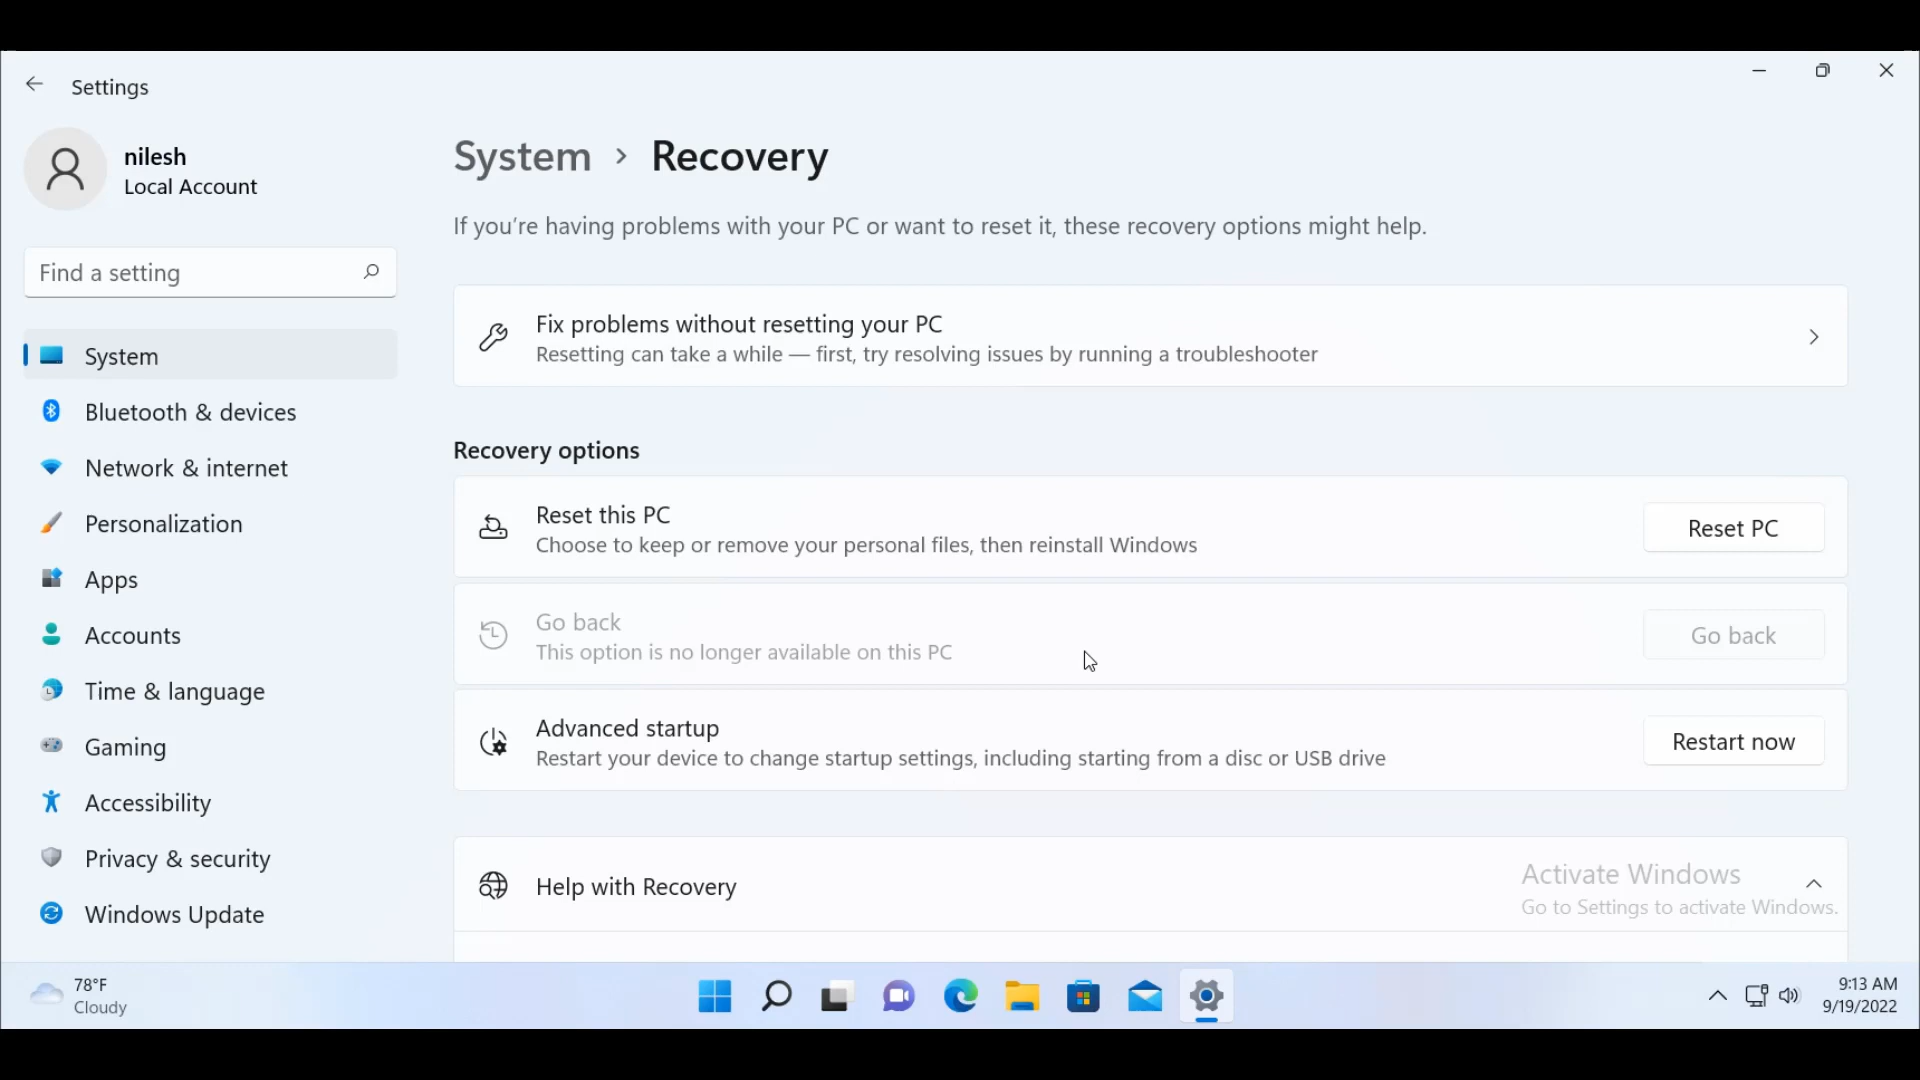 Settings
nilesh
Local Account
Find a setting
System
Bluetooth & devices
Network & internet
Personalization
Apps
Accounts
Time & language
Gaming
Accessibility
Privacy & security
Windows Update
System › Recovery
If you’re having problems with your PC or want to reset it, these recovery options might help.
Fix problems without resetting your PC
Resetting can take a while — first, try resolving issues by running a troubleshooter
Recovery options
Reset this PC
Choose to keep or remove your personal files, then reinstall Windows
Reset PC
Go back
This option is no longer available on this PC
Go back
Advanced startup
Restart your device to change startup settings, including starting from a disc or USB drive
Restart now
Help with Recovery
Activate Windows
Go to Settings to activate Windows.
78°F
Cloudy
9:13 AM
9/19/2022